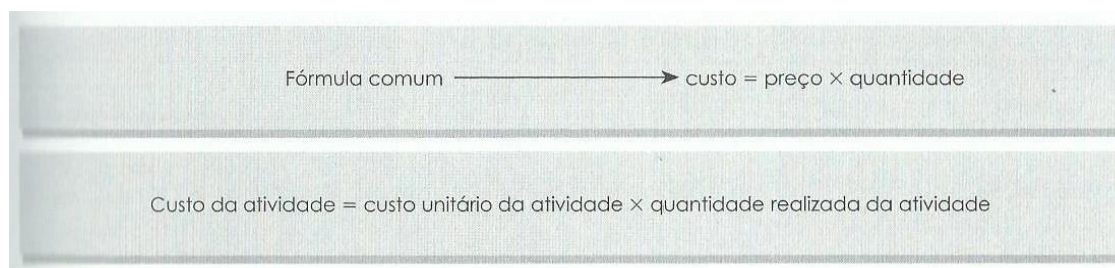 Fórmula comum → custo = preço × quantidade
Custo da atividade = custo unitário da atividade × quantidade realizada da atividade